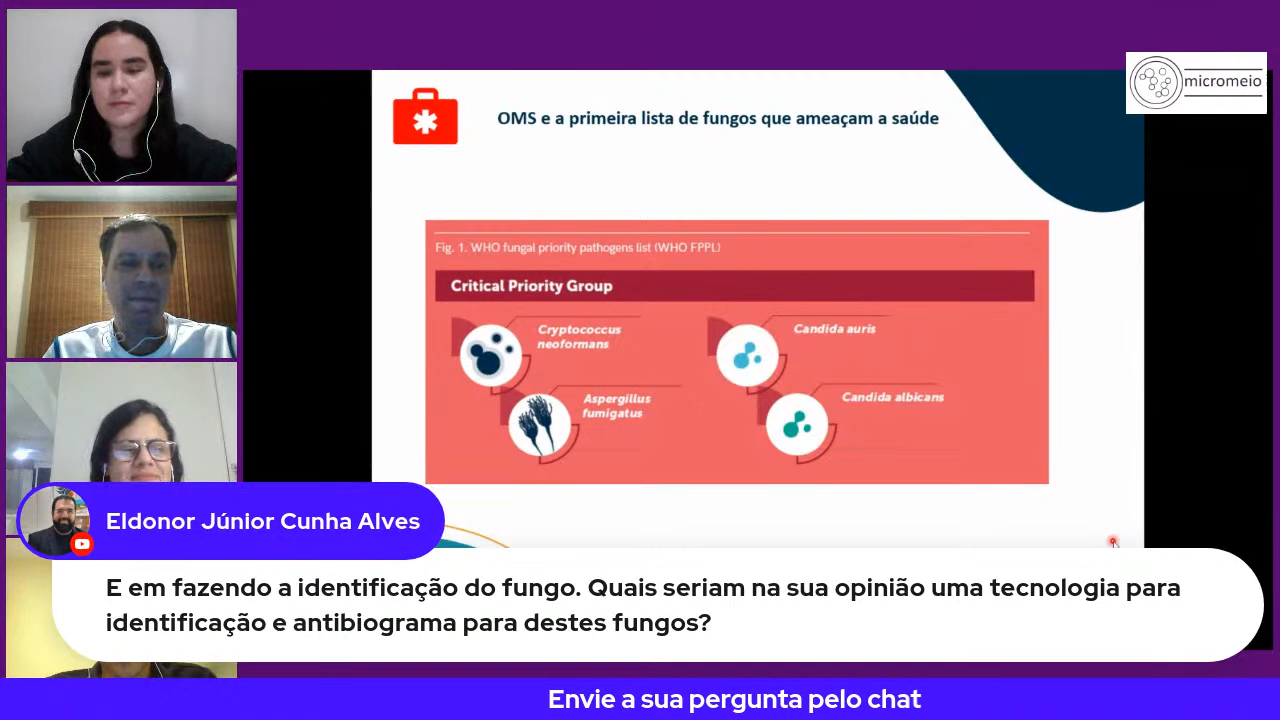 micromeio
OMS e a primeira lista de fungos que ameaçam a saúde
Fig. 1. WHO fungal priority pathogens list (WHO FPPL)
Critical Priority Group
Cryptococcus
neoformans
Candida auris
Aspergillus
fumigatus
Candida albicans
Eldonor Júnior Cunha Alves
E em fazendo a identificação do fungo. Quais seriam na sua opinião uma tecnologia para
identificação e antibiograma para destes fungos?
Envie a sua pergunta pelo chat